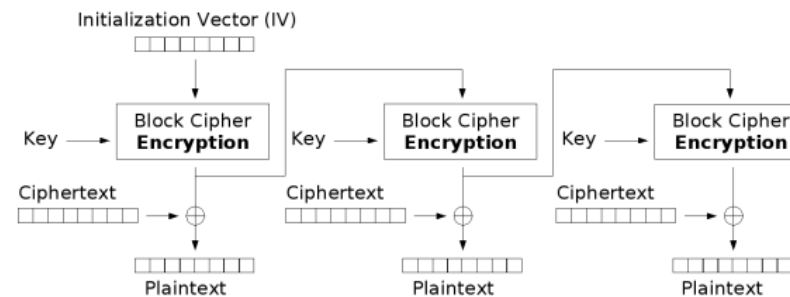 Initialization Vector (IV)
Block Cipher
Encryption
Key
Block Cipher
Encryption
Key
Block Cipher
Encryption
Key
Ciphertext
Ciphertext
Ciphertext
Plaintext
Plaintext
Plaintext